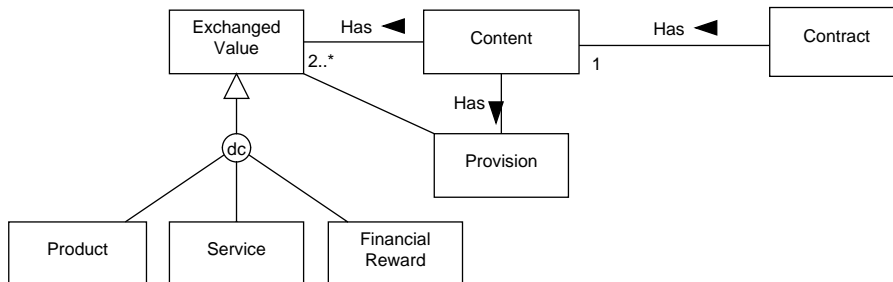 Exchanged
Value
Has
Content
Has
Contract
2..*
1
Has
Provision
dc
Product
Service
Financial
Reward